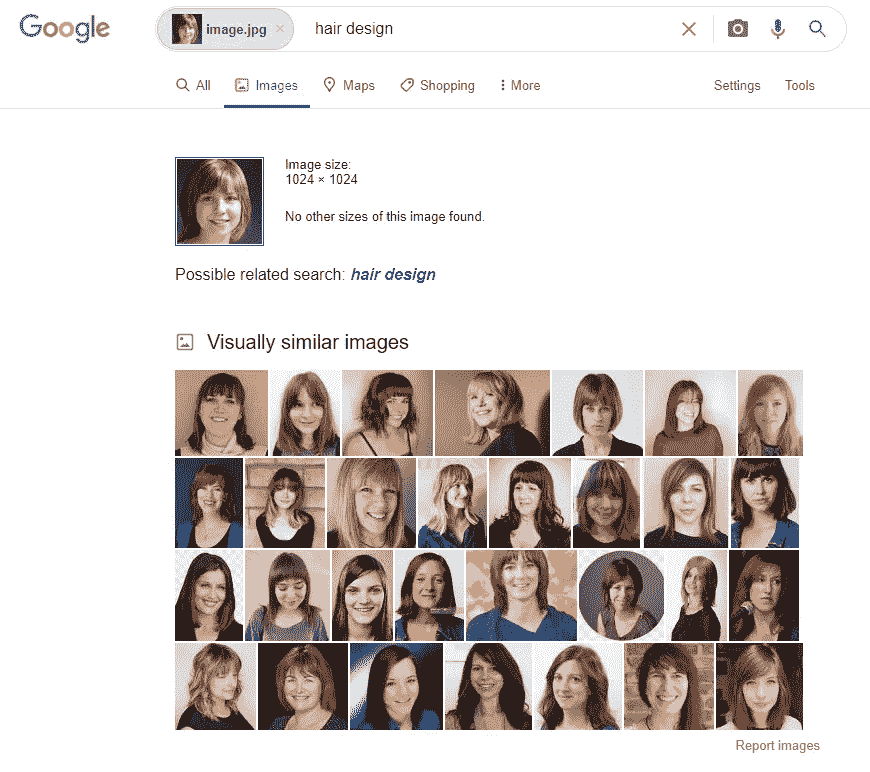 Google
image.jpg × hair design
All Images Maps Shopping More Settings Tools
Image size:
1024 × 1024
No other sizes of this image found.
Possible related search: hair design
Visually similar images
Report images